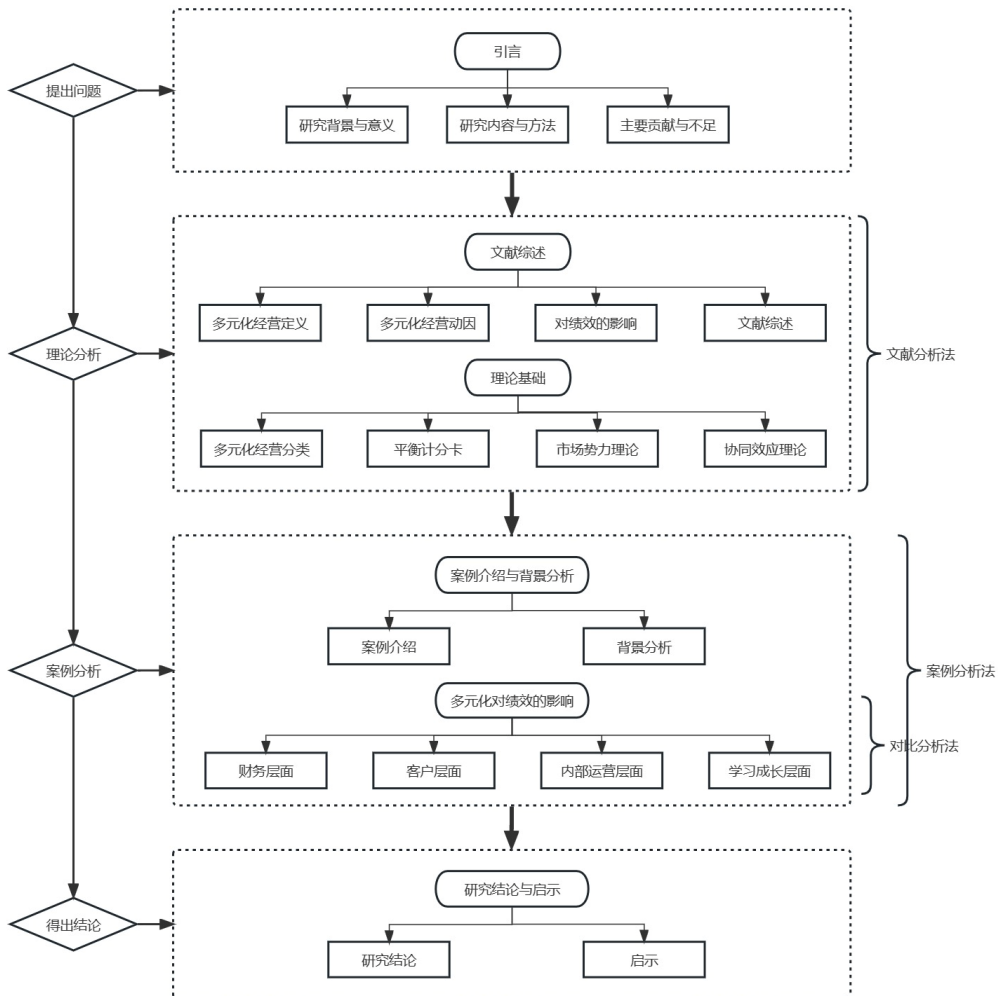 引言
提出问题
研究背景与意义
研究内容与方法
主要贡献与不足
文献综述
多元化经营定义
多元化经营动因
对绩效的影响
文献综述
理论分析
文献分析法
理论基础
多元化经营分类
平衡计分卡
市场势力理论
协同效应理论
案例介绍与背景分析
案例介绍
背景分析
案例分析
案例分析法
多元化对绩效的影响
对比分析法
财务层面
客户层面
内部运营层面
学习成长层面
研究结论与启示
得出结论
研究结论
启示